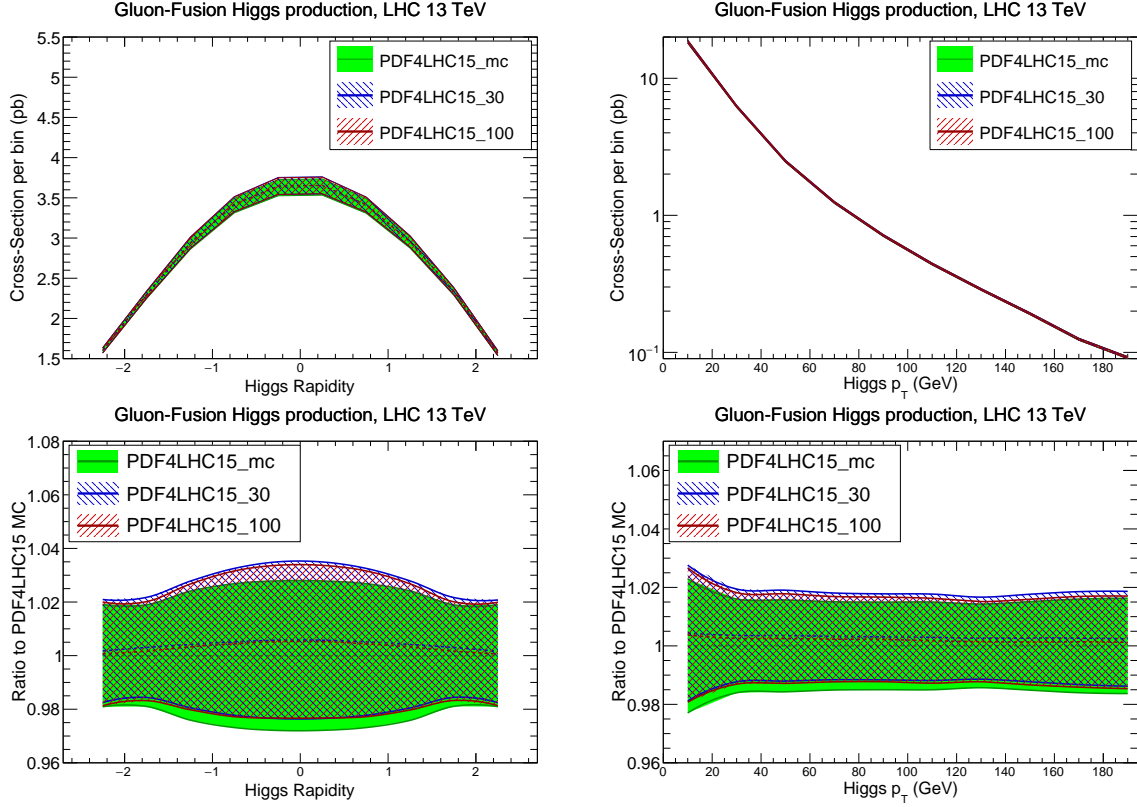 Gluon-Fusion Higgs production, LHC 13 TeV
Cross-Section per bin (pb)
5.5
5
4.5
4
3.5
3
2.5
2
1.5
PDF4LHC15_mc
PDF4LHC15_30
PDF4LHC15_100
−2 −1 0 1 2
Higgs Rapidity
Gluon-Fusion Higgs production, LHC 13 TeV
Cross-Section per bin (pb)
10
1
10−1
PDF4LHC15_mc
PDF4LHC15_30
PDF4LHC15_100
0 20 40 60 80 100 120 140 160 180
Higgs pT (GeV)
Gluon-Fusion Higgs production, LHC 13 TeV
Ratio to PDF4LHC15 MC
1.08
1.06
1.04
1.02
1
0.98
0.96
PDF4LHC15_mc
PDF4LHC15_30
PDF4LHC15_100
−2 −1 0 1 2
Higgs Rapidity
Gluon-Fusion Higgs production, LHC 13 TeV
Ratio to PDF4LHC15 MC
1.06
1.04
1.02
1
0.98
0.96
PDF4LHC15_mc
PDF4LHC15_30
PDF4LHC15_100
0 20 40 60 80 100 120 140 160 180
Higgs pT (GeV)